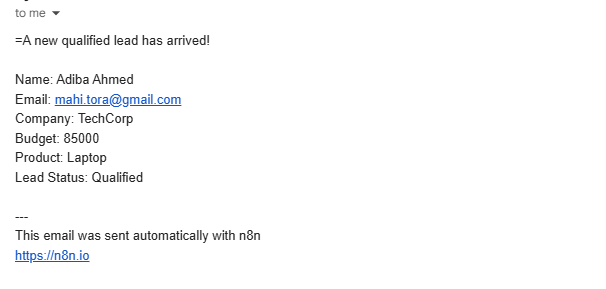 to me
=A new qualified lead has arrived!
Name: Adiba Ahmed
Email: mahi.tora@gmail.com
Company: TechCorp
Budget: 85000
Product: Laptop
Lead Status: Qualified
---
This email was sent automatically with n8n
https://n8n.io